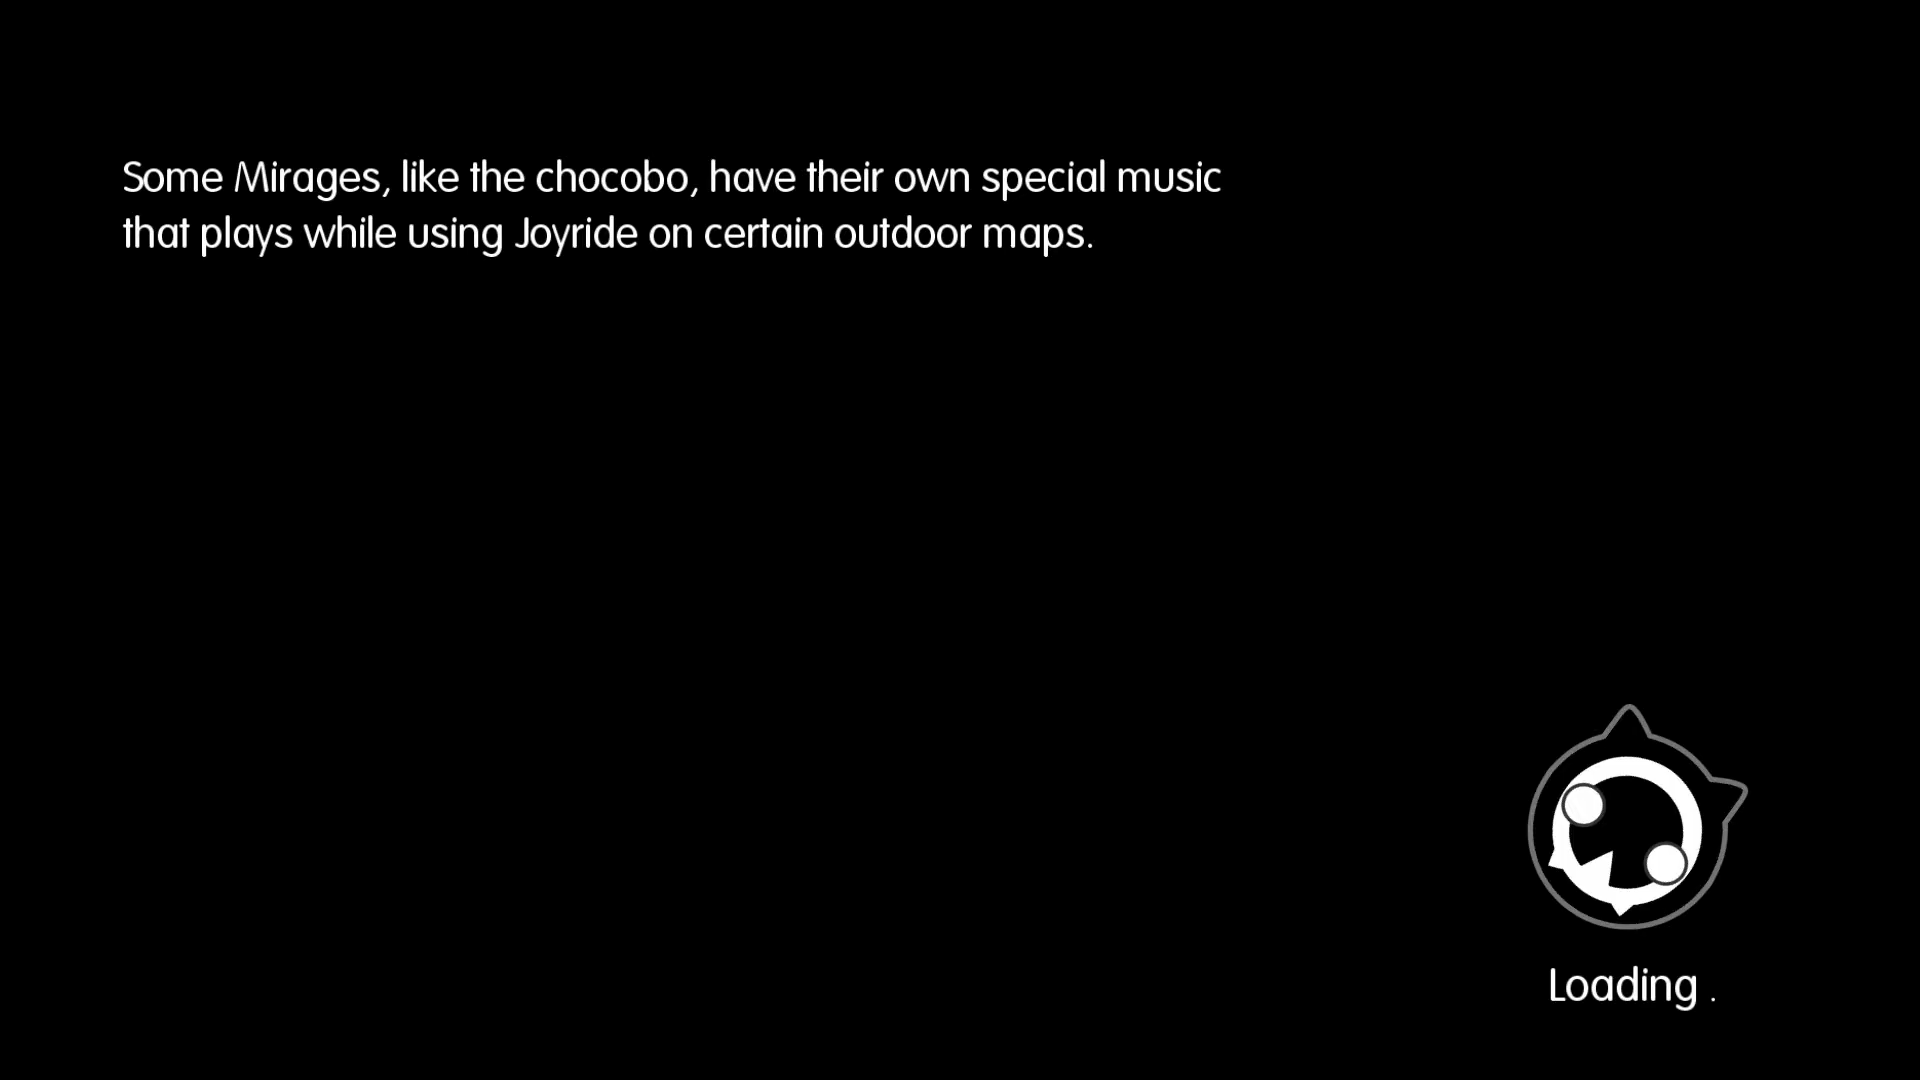 Some Mirages, like the chocobo, have their own special music
that plays while using Joyride on certain outdoor maps.
Loading .